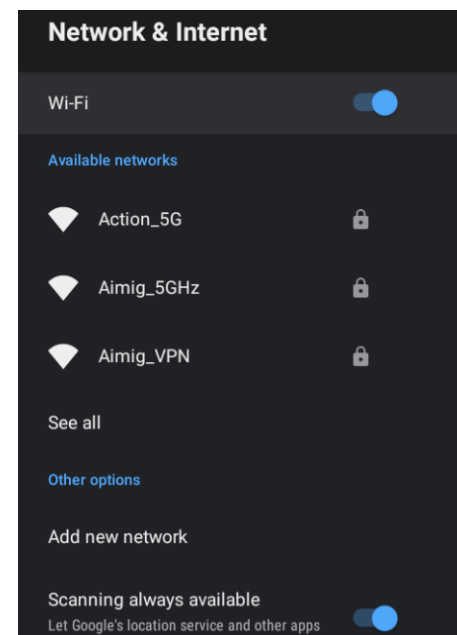 Network & Internet
Wi-Fi
Available networks
Action_5G
Aimig_5GHz
Aimig_VPN
See all
Other options
Add new network
Scanning always available
Let Google's location service and other apps